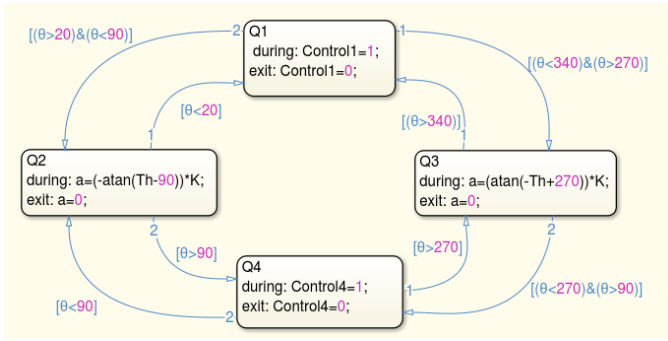 Q1
during: Control1=1;
exit: Control1=0;
2
1
[(θ>20)&(θ<90)]
[(θ<340)&(θ>270)]
[θ<20]
[(θ>340)]
1
1
Q2
during: a=(-atan(Th-90))*K;
exit: a=0;
Q3
during: a=(atan(-Th+270))*K;
exit: a=0;
2
2
[θ>90]
[θ>270]
Q4
during: Control4=1;
exit: Control4=0;
1
2
[θ<90]
[(θ<270)&(θ>90)]